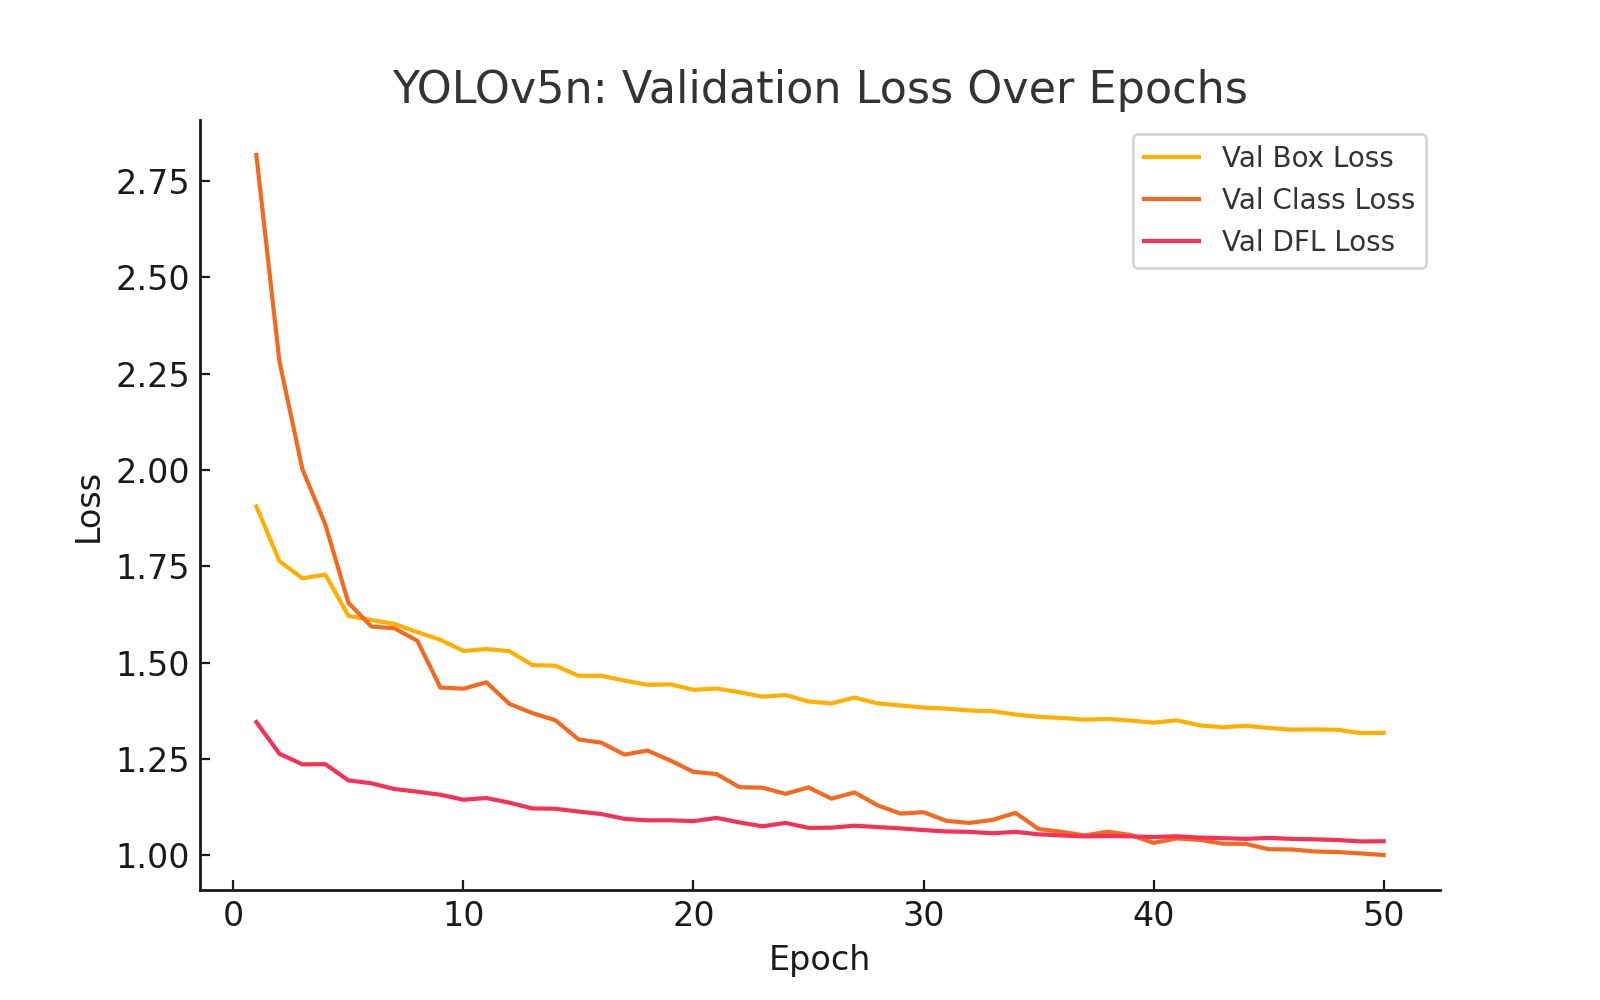 YOLOv5n: Validation Loss Over Epochs
Val Box Loss
Val Class Loss
Val DFL Loss
2.75
2.50
2.25
2.00
1.75
1.50
1.25
1.00
Loss
0 10 20 30 40 50
Epoch